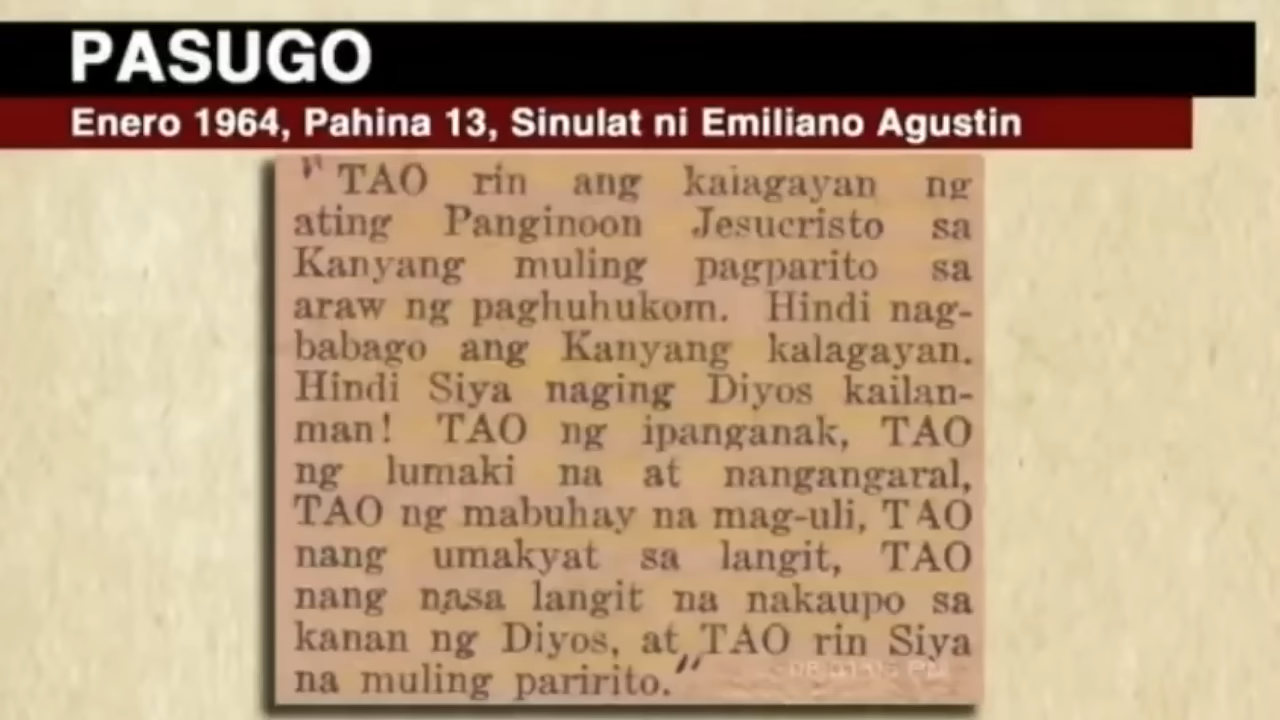 PASUGO
Enero 1964, Pahina 13, Sinulat ni Emiliano Agustin
" TAO rin ang kalagayan ng
ating Panginoon Jesucristo sa
Kanyang muling pagparito sa
araw ng paghuhukom. Hindi nag-
babago ang Kanyang kalagayan.
Hindi Siya naging Diyos kailan-
man! TAO ng ipanganak, TAO
ng lumaki na at nangangaral,
TAO ng mabuhay na mag-uli, TAO
nang umakyat sa langit, TAO
nang nasa langit na nakaupo sa
kanan ng Diyos, at TAO rin Siya
na muling paririto."